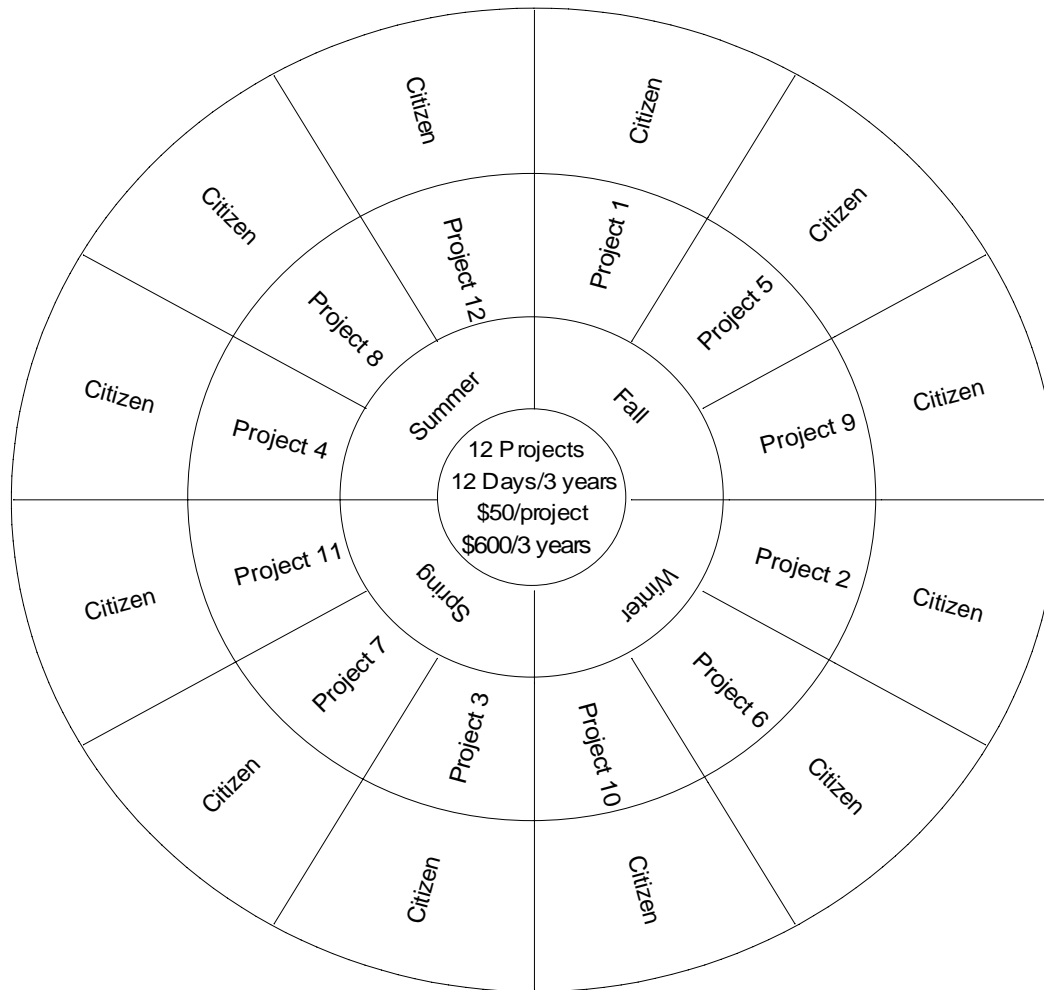 Citizen
Citizen
Citizen
Citizen
Citizen
Citizen
Citizen
Citizen
Citizen
Citizen
Citizen
Citizen
Project 1
Project 5
Project 9
Project 2
Project 6
Project 10
Project 3
Project 7
Project 11
Project 4
Project 8
Project 12
Fall
Winter
Spring
Summer
12 Projects
12 Days/3 years
$50/project
$600/3 years